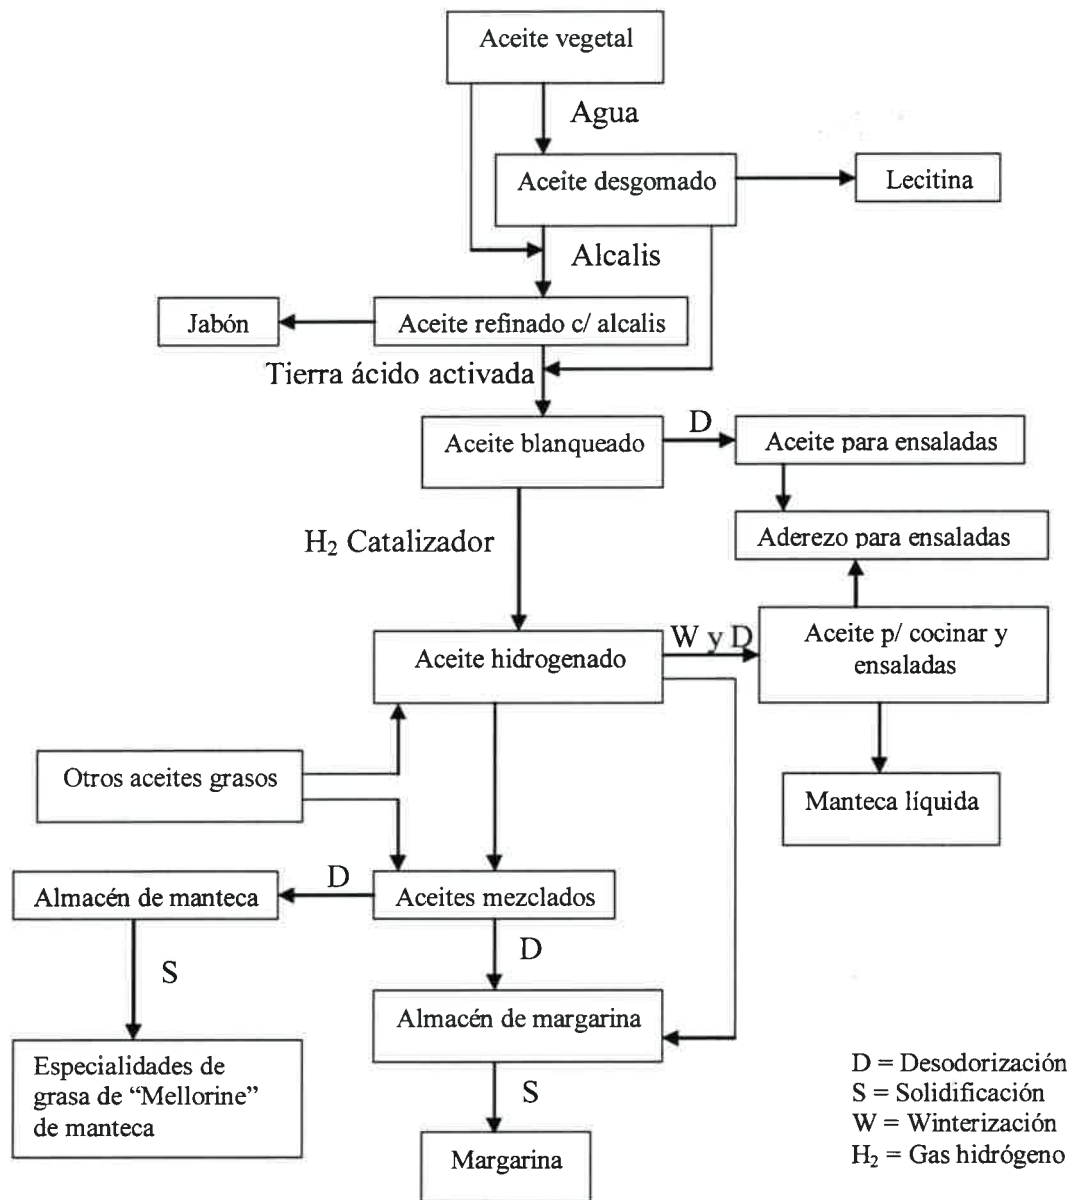 Aceite vegetal
Agua
Aceite desgomado
Lecitina
Alcalis
Jabón
Aceite refinado c/ alcalis
Tierra ácido activada
Aceite blanqueado
D
Aceite para ensaladas
H₂ Catalizador
Aderezo para ensaladas
Aceite hidrogenado
W y D
Aceite p/ cocinar y
ensaladas
Otros aceites grasos
Manteca líquida
Almacén de manteca
D
Aceites mezclados
D
S
Almacén de margarina
Especialidades de
grasa de “Mellorine”
de manteca
S
Margarina
D = Desodorización
S = Solidificación
W = Winterización
H₂ = Gas hidrógeno